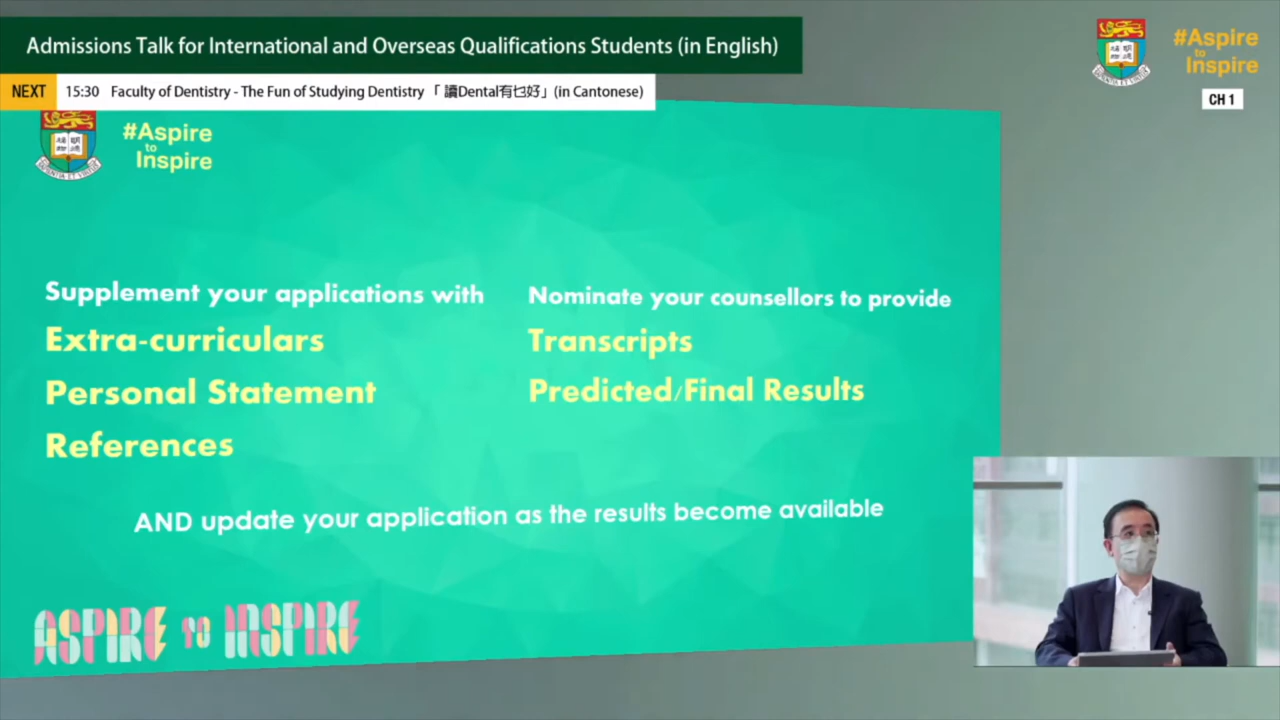 Admissions Talk for International and Overseas Qualifications Students (in English)
NEXT 15:30 Faculty of Dentistry - The Fun of Studying Dentistry 「讀Dental有乜好」(in Cantonese)
#Aspire
to
Inspire
CH 1
#Aspire
to
Inspire
Supplement your applications with
Extra-curriculars
Personal Statement
References
Nominate your counsellors to provide
Transcripts
Predicted/Final Results
AND update your application as the results become available
ASPIRE TO INSPIRE